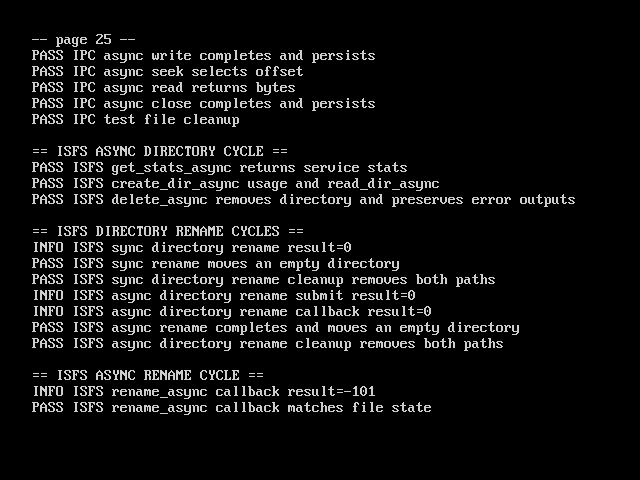 -- page 25 --
PASS IPC async write completes and persists
PASS IPC async seek selects offset
PASS IPC async read returns bytes
PASS IPC async close completes and persists
PASS IPC test file cleanup
== ISFS ASYNC DIRECTORY CYCLE ==
PASS ISFS get_stats_async returns service stats
PASS ISFS create_dir_async usage and read_dir_async
PASS ISFS delete_async removes directory and preserves error outputs
== ISFS DIRECTORY RENAME CYCLES ==
INFO ISFS sync directory rename result=0
PASS ISFS sync rename moves an empty directory
PASS ISFS sync directory rename cleanup removes both paths
INFO ISFS async directory rename submit result=0
INFO ISFS async directory rename callback result=0
PASS ISFS async rename completes and moves an empty directory
PASS ISFS async directory rename cleanup removes both paths
== ISFS ASYNC RENAME CYCLE ==
INFO ISFS rename_async callback result=-101
PASS ISFS rename_async callback matches file state